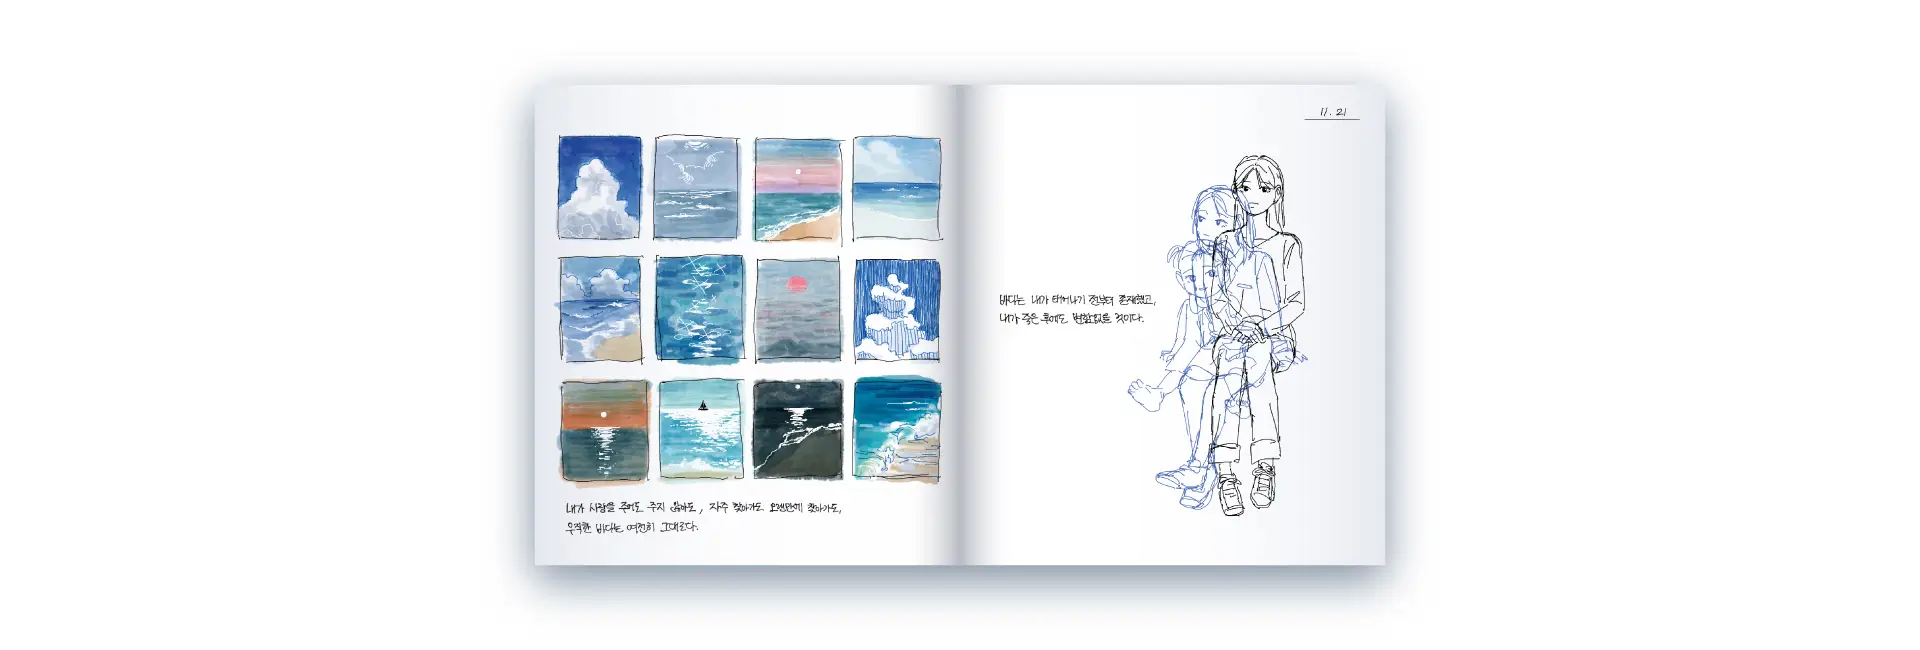 내가 사랑을 주어도 주지 않아도, 자주 찾아가도 오랜만에 찾아가도,
우직한 바다는 여전히 그대로다.
11. 21
바다는 내가 태어나기 전부터 존재했고,
내가 죽은 후에도 변함없을 것이다.